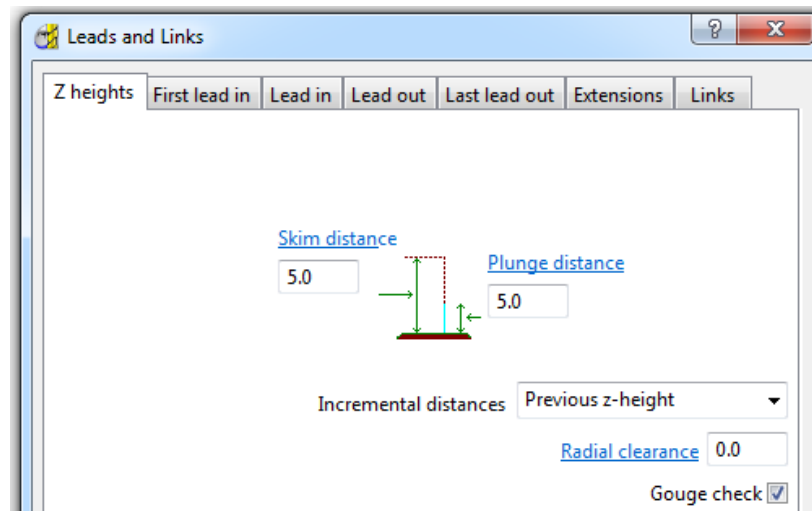 Leads and Links
Z heights First lead in Lead in Lead out Last lead out Extensions Links
Skim distance
5.0
Plunge distance
5.0
Incremental distances Previous z-height
Radial clearance 0.0
Gouge check